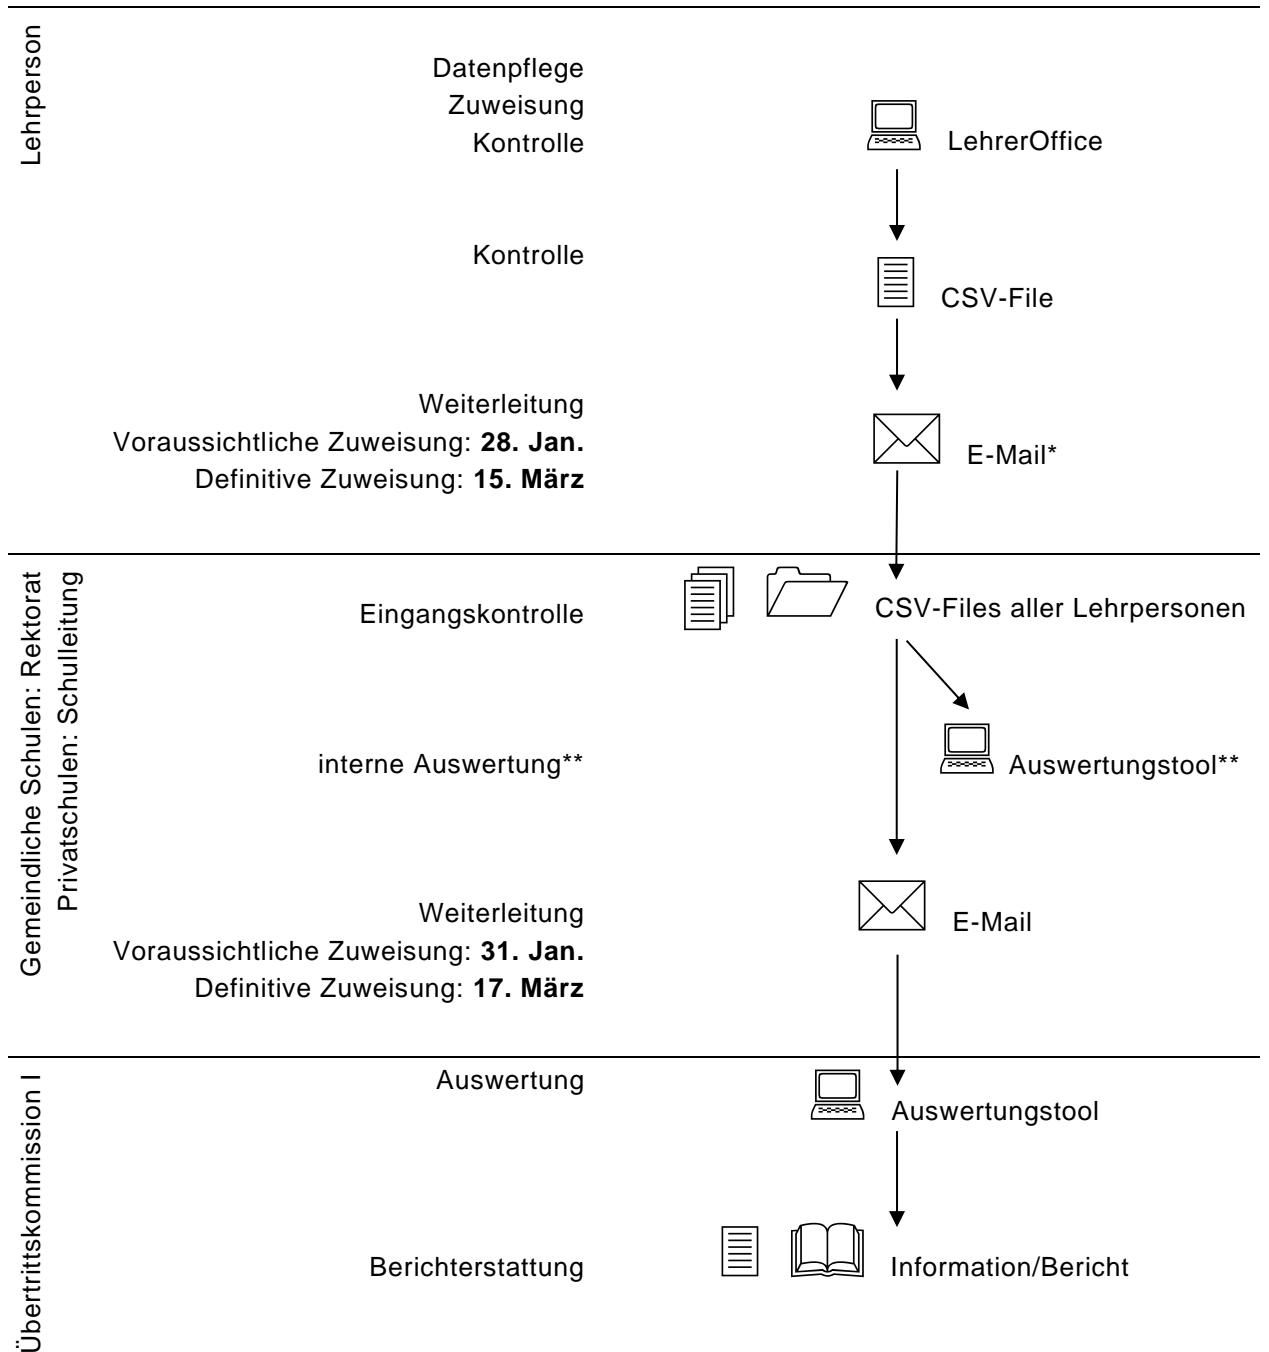 Lehrperson
Datenpflege
Zuweisung
Kontrolle
LehrerOffice
Kontrolle
CSV-File
Weiterleitung
Voraussichtliche Zuweisung: 28. Jan.
Definitive Zuweisung: 15. März
E-Mail*
Gemeindliche Schulen: Rektorat
Privatschulen: Schulleitung
Eingangskontrolle
CSV-Files aller Lehrpersonen
interne Auswertung**
Auswertungstool**
Weiterleitung
Voraussichtliche Zuweisung: 31. Jan.
Definitive Zuweisung: 17. März
E-Mail
Übertrittskommission I
Auswertung
Auswertungstool
Berichterstattung
Information/Bericht